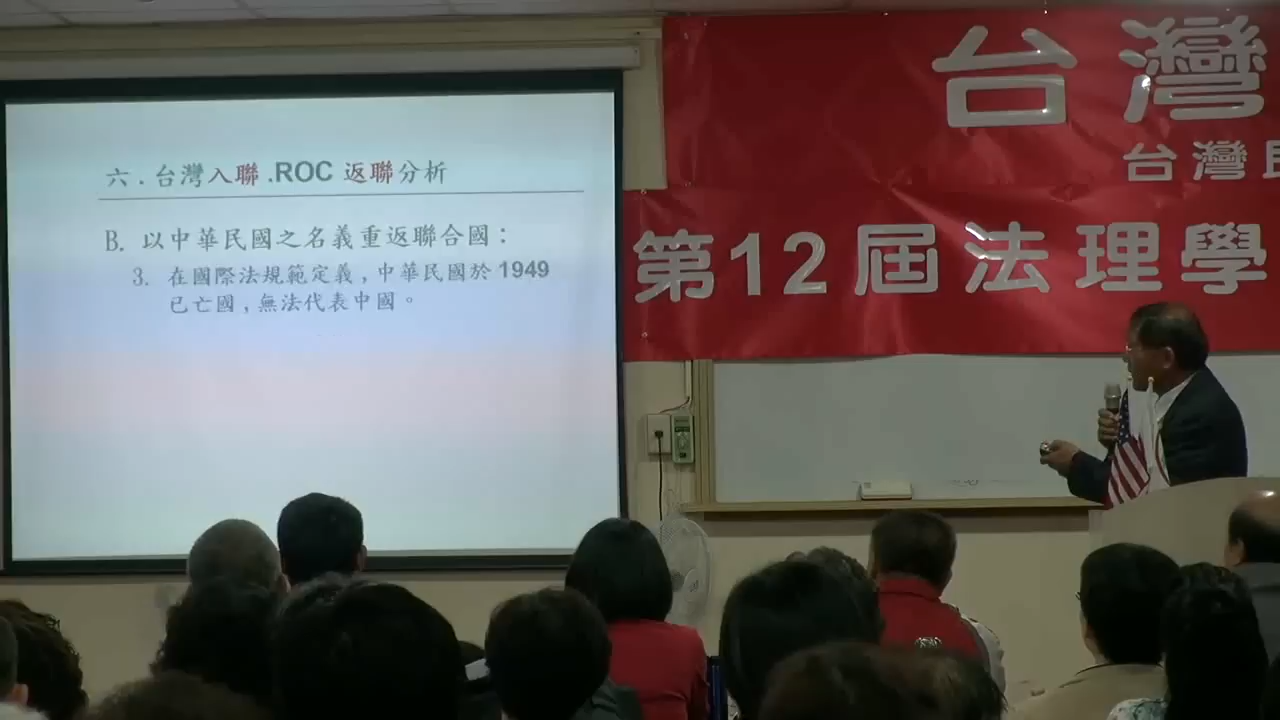 六.台灣入聯.ROC 返聯分析
B. 以中華民國之名義重返聯合國：
3. 在國際法規範定義，中華民國於 1949
已亡國，無法代表中國。
台灣
台灣民
第12屆法理學